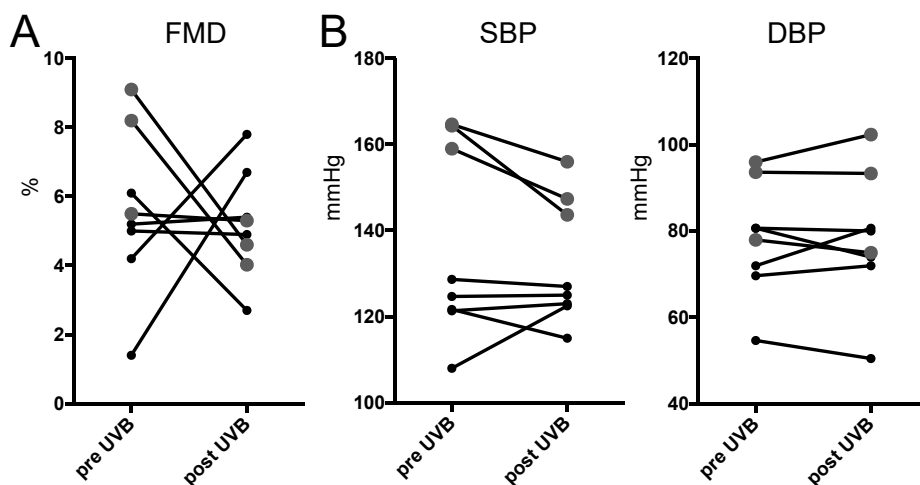 A
FMD
10
8
6
4
2
0
%
pre UVB
post UVB
B
SBP
180
160
140
120
100
mmHg
pre UVB
post UVB
DBP
120
100
80
60
40
mmHg
pre UVB
post UVB